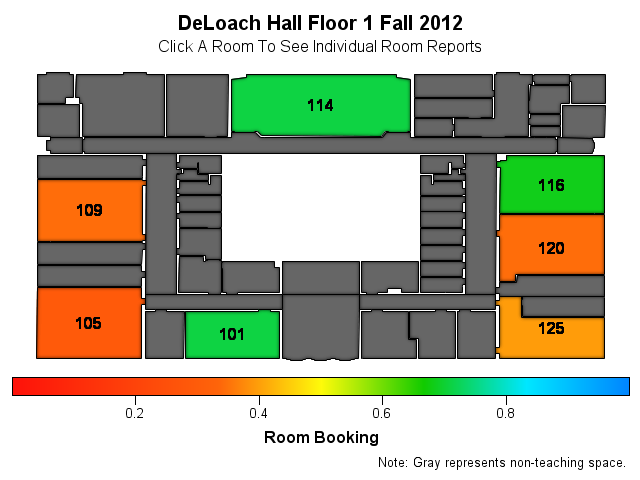 DeLoach Hall Floor 1 Fall 2012
Click A Room To See Individual Room Reports
114
116
109
120
105
101
125
0.2 0.4 0.6 0.8
Room Booking
Note: Gray represents non-teaching space.